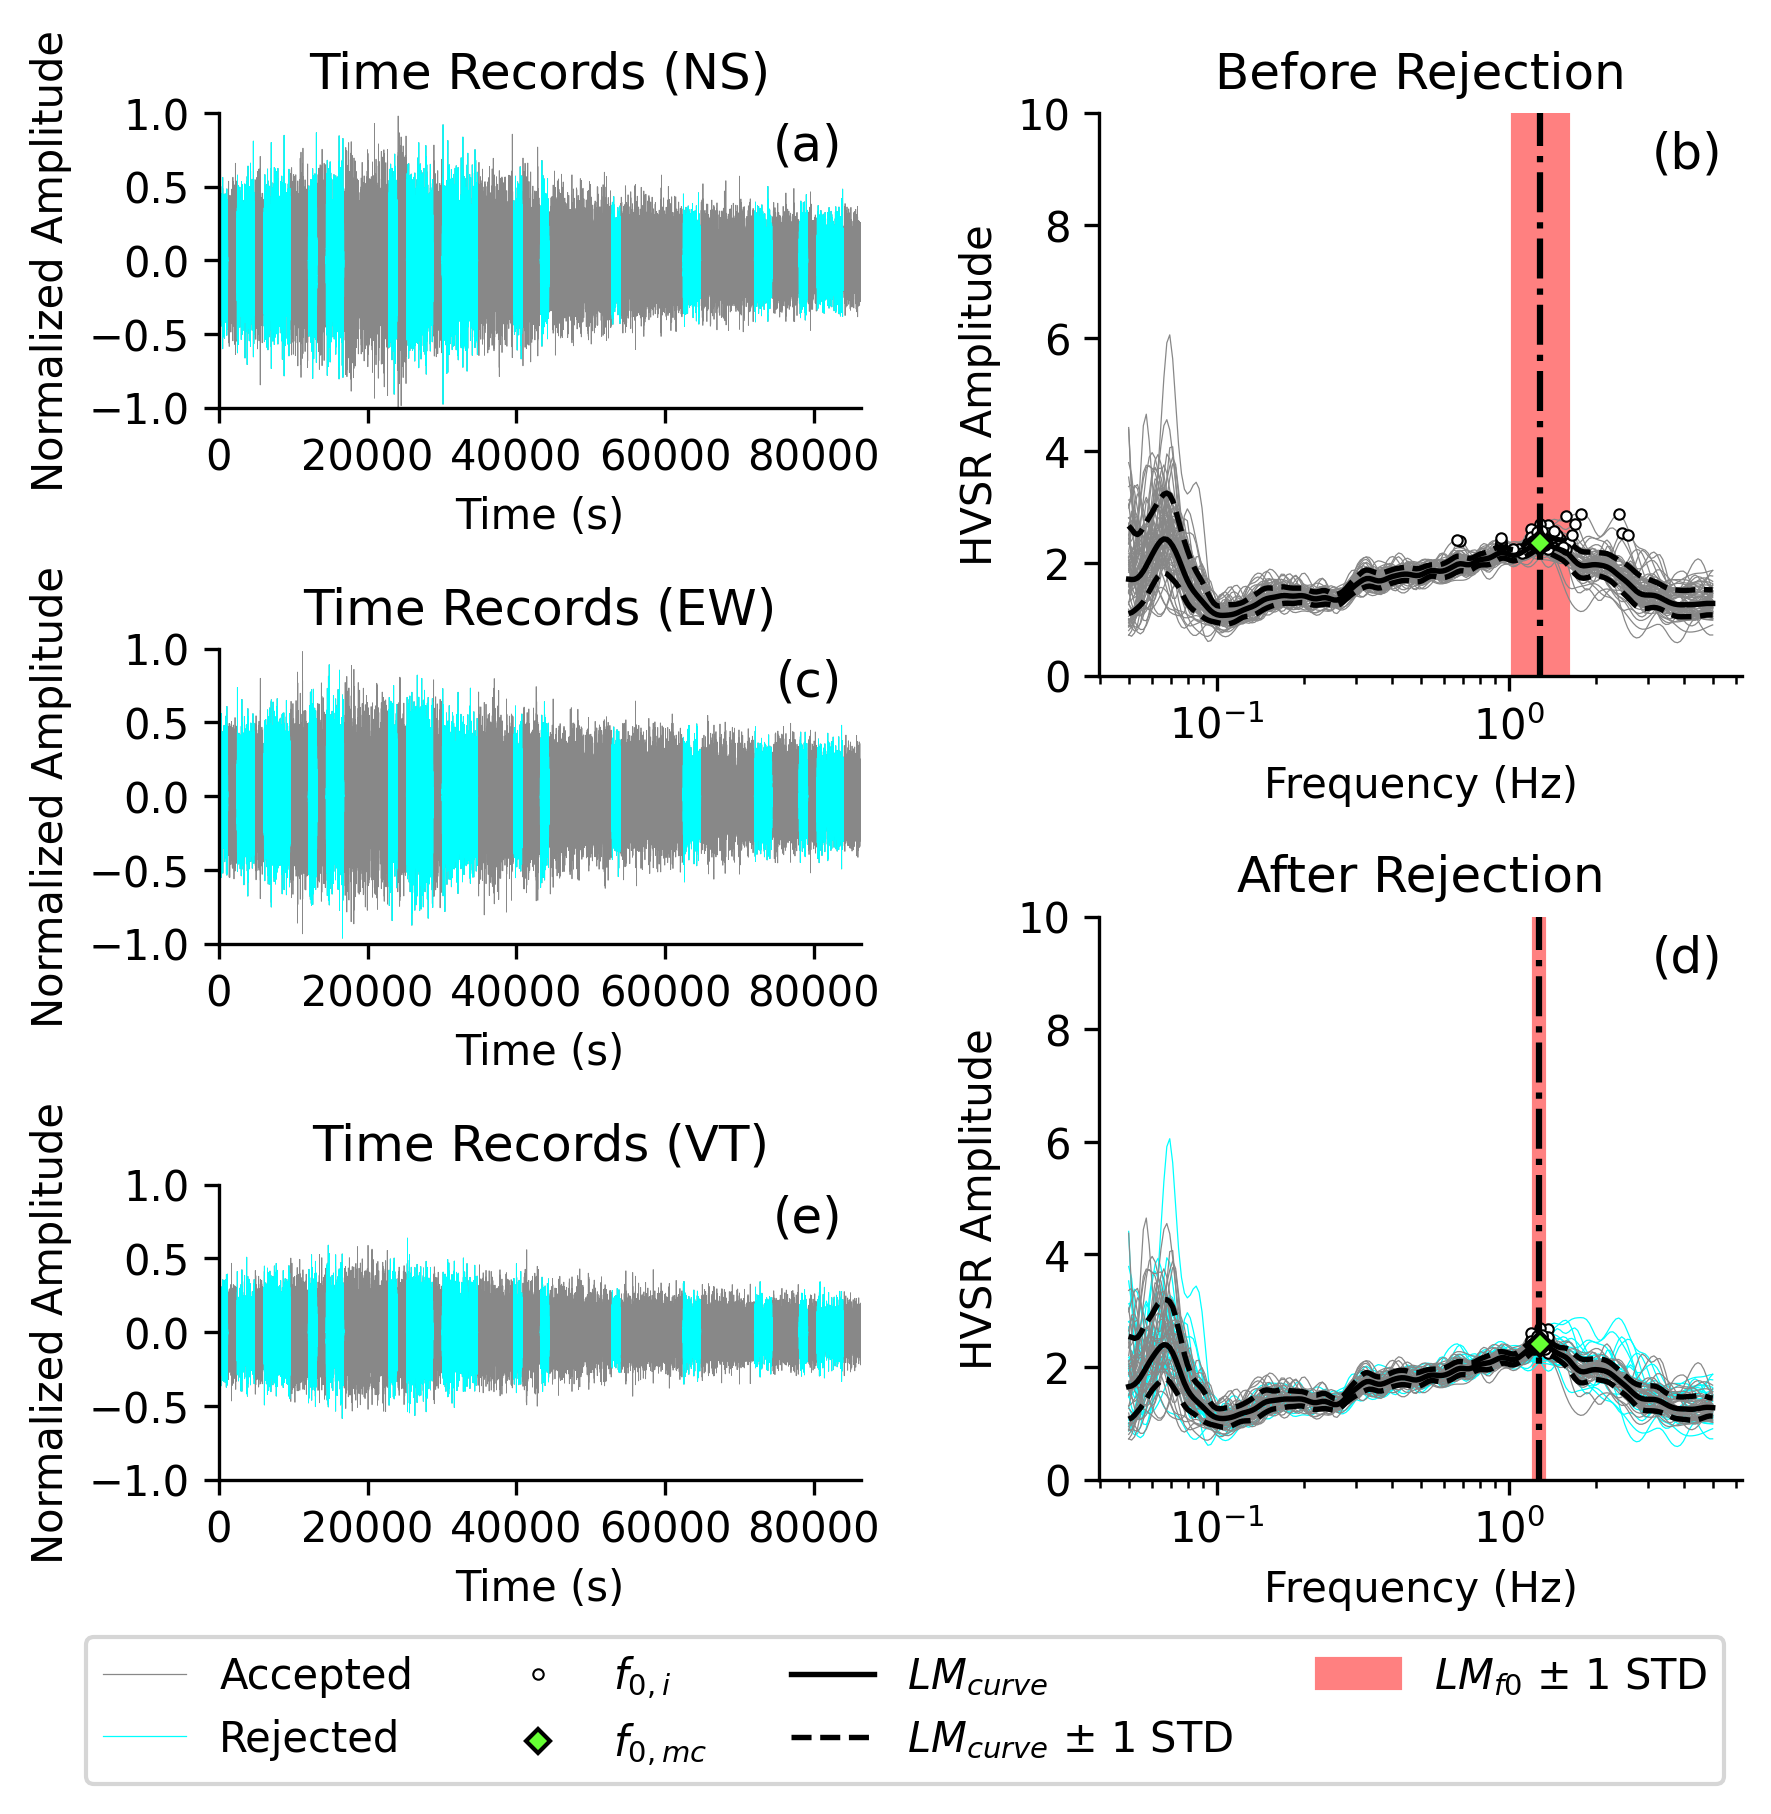 Time Records (NS)
Normalized Amplitude
1.0
0.5
0.0
−0.5
−1.0
(a)
0 20000 40000 60000 80000
Time (s)
Before Rejection
HVSR Amplitude
10
8
6
4
2
0
(b)
10⁻¹ 10⁰
Frequency (Hz)
Time Records (EW)
Normalized Amplitude
1.0
0.5
0.0
−0.5
−1.0
(c)
0 20000 40000 60000 80000
Time (s)
After Rejection
HVSR Amplitude
10
8
6
4
2
0
(d)
10⁻¹ 10⁰
Frequency (Hz)
Time Records (VT)
Normalized Amplitude
1.0
0.5
0.0
−0.5
−1.0
(e)
0 20000 40000 60000 80000
Time (s)
Accepted
Rejected
f0,i
f0,mc
LMcurve
LMcurve ± 1 STD
LMf0 ± 1 STD